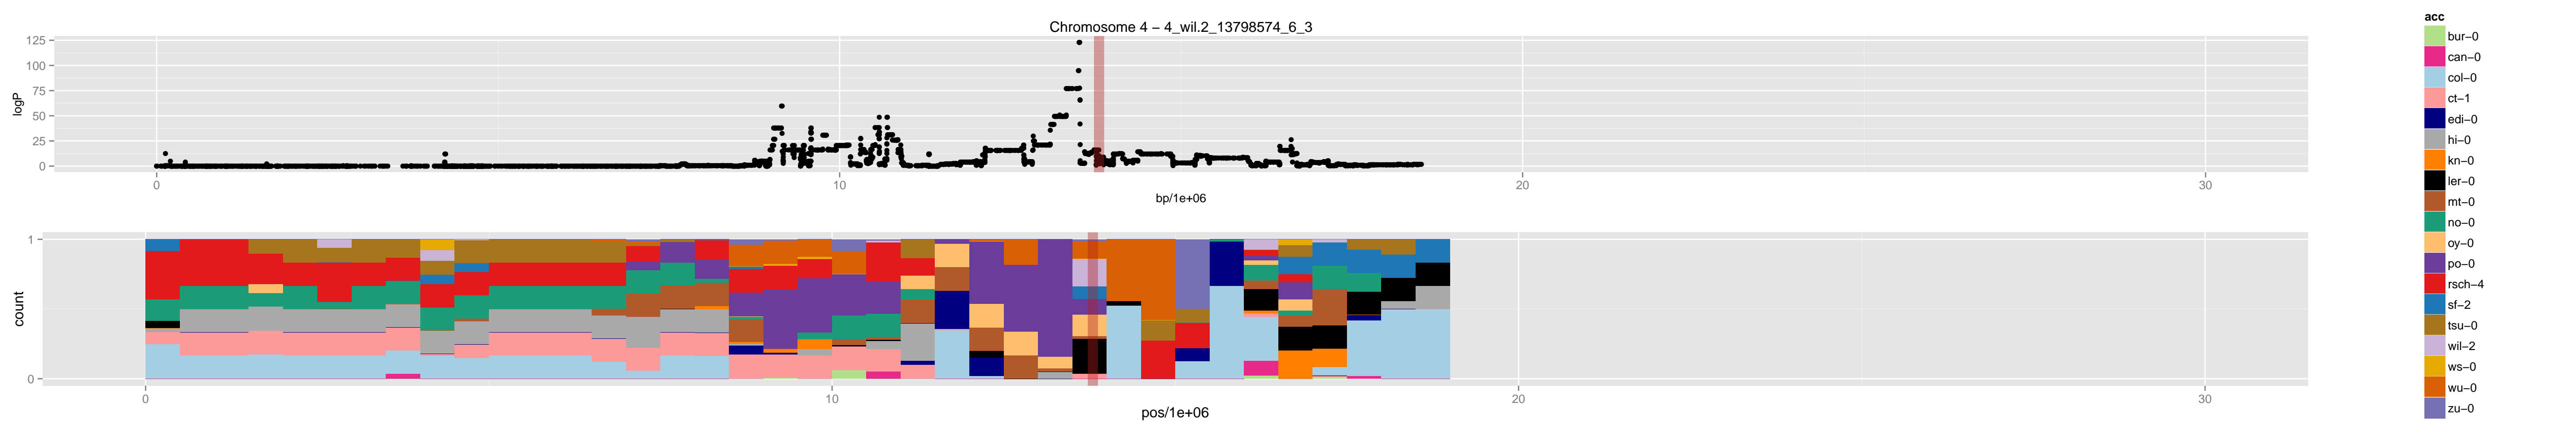 Chromosome 4 – 4_wil.2_13798574_6_3
125
100
75
50
25
0
logP
0 10 20 30
bp/1e+06
1
0
count
0 10 20 30
pos/1e+06
acc
bur–0
can–0
col–0
ct–1
edi–0
hi–0
kn–0
ler–0
mt–0
no–0
oy–0
po–0
rsch–4
sf–2
tsu–0
wil–2
ws–0
wu–0
zu–0